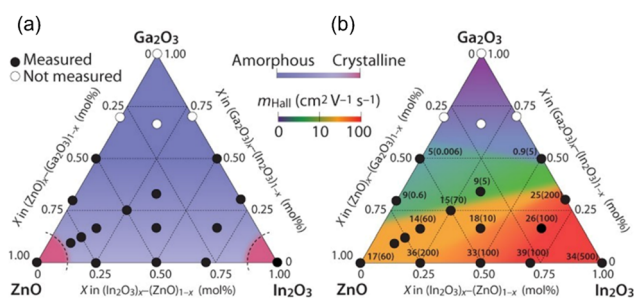 (a)
(b)
Ga₂O₃
0
1.00
Measured
Not measured
Amorphous
Crystalline
mHall (cm² V–1 s–1)
0
10
100
0.25
0.75
0.50
0.50
0.75
0.25
X in (ZnO)x–(Ga₂O₃)1–x (mol%)
X in (Ga₂O₃)x–(In₂O₃)1–x (mol%)
1.00
0
0.25
0.50
0.75
1.00
0
ZnO
X in (In₂O₃)x–(ZnO)1–x (mol%)
In₂O₃
Ga₂O₃
0
1.00
0.25
0.75
0.50
0.50
0.75
0.25
X in (ZnO)x–(Ga₂O₃)1–x (mol%)
X in (Ga₂O₃)x–(In₂O₃)1–x (mol%)
5(0.006)
0.9(5)
9(0.6)
9(5)
25(200)
15(70)
14(60)
18(10)
26(100)
17(60)
36(200)
33(100)
39(100)
34(500)
1.00
0
0.25
0.50
0.75
1.00
0
ZnO
X in (In₂O₃)x–(ZnO)1–x (mol%)
In₂O₃